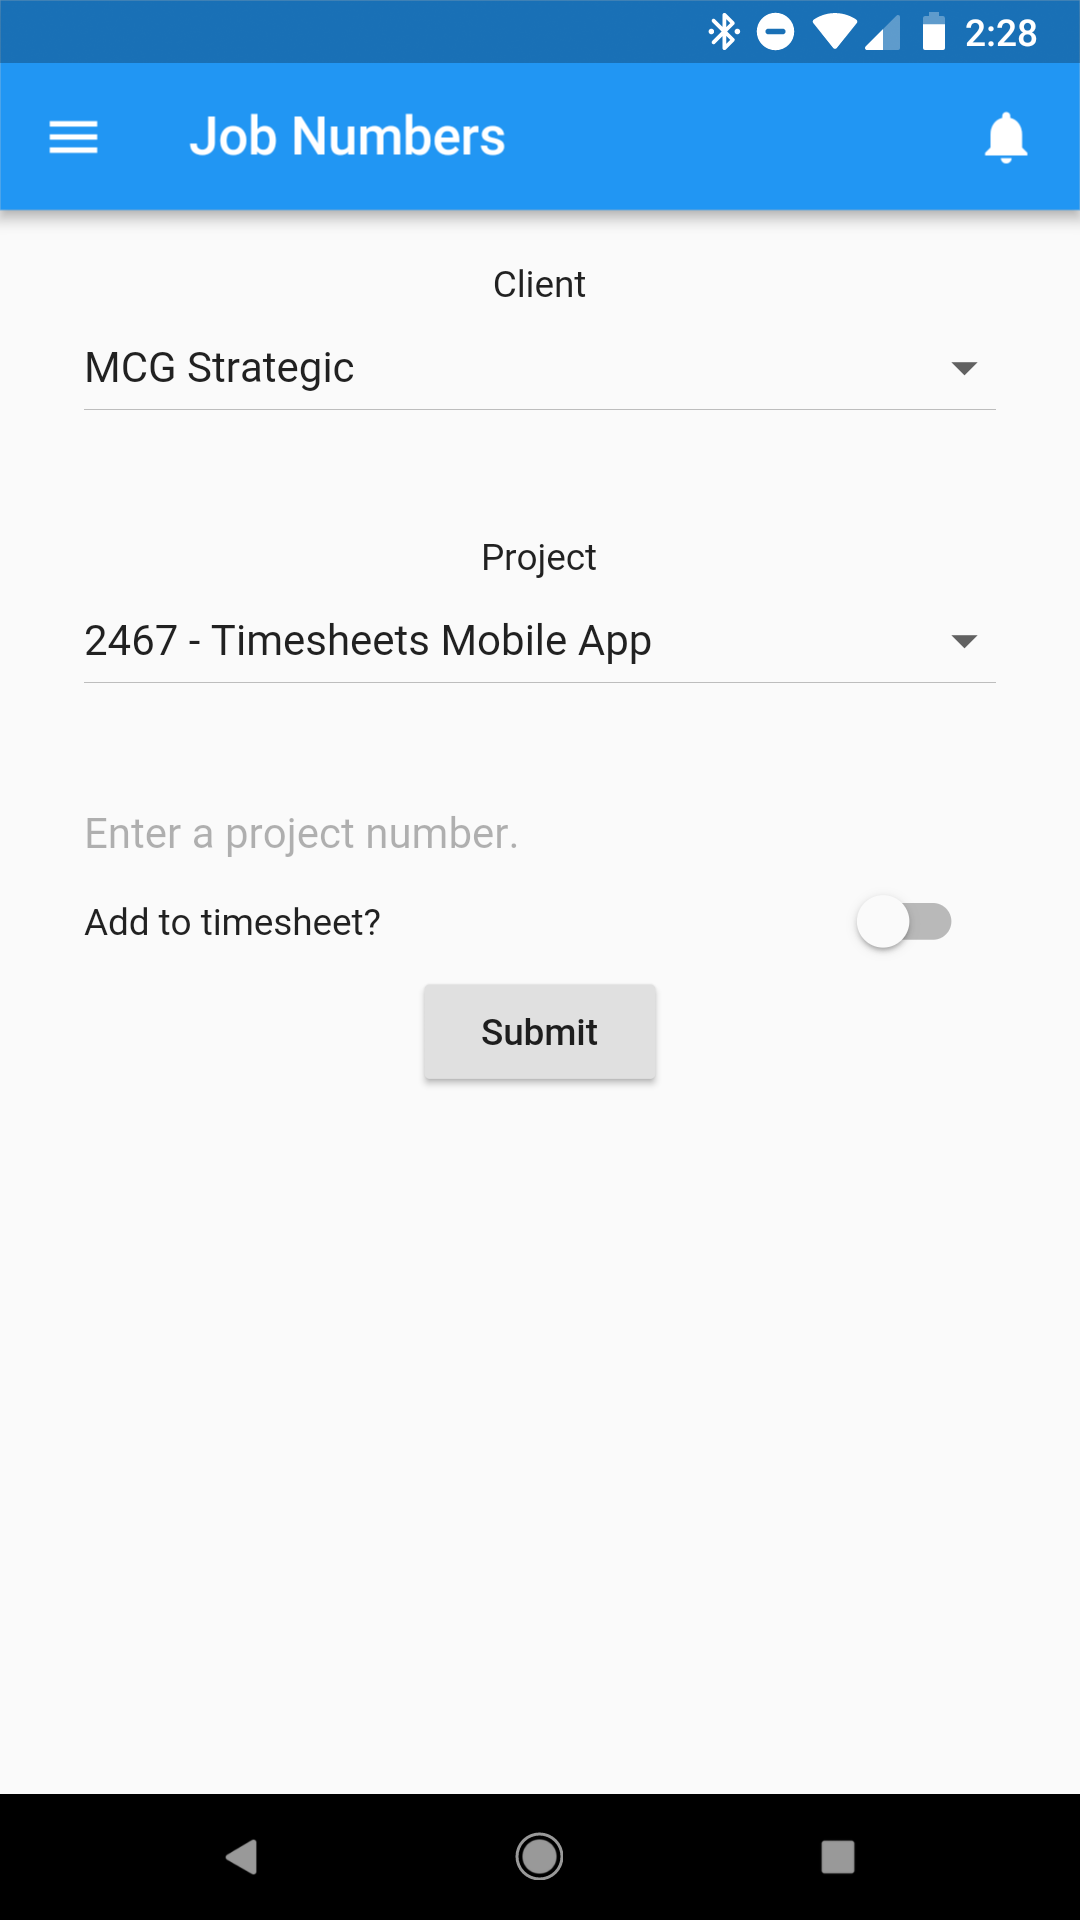 2:28
Job Numbers
Client
MCG Strategic
Project
2467 - Timesheets Mobile App
Enter a project number.
Add to timesheet?
Submit